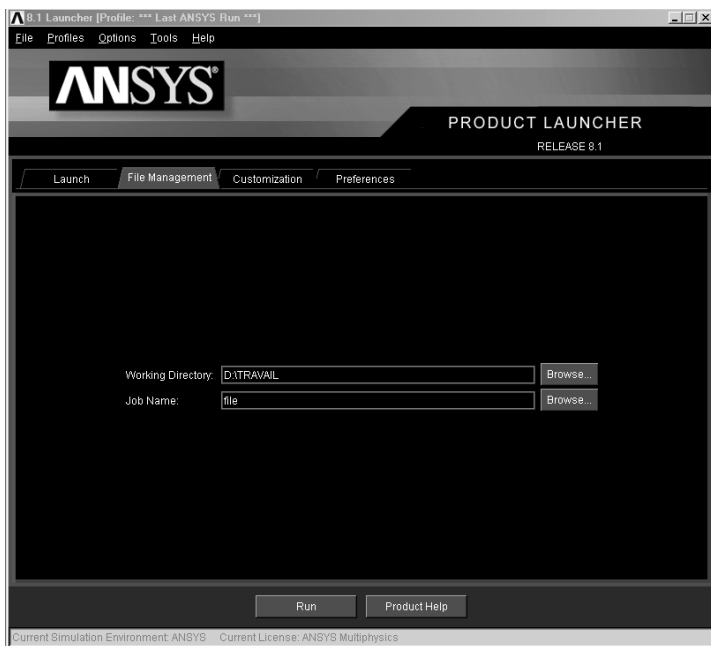 8.1 Launcher [Profile: *** Last ANSYS Run ***]
File Profiles Options Tools Help
ANSYS®
PRODUCT LAUNCHER
RELEASE 8.1
Launch File Management Customization Preferences
Working Directory: D:\TRAVAIL Browse...
Job Name: file Browse...
Run Product Help
Current Simulation Environment: ANSYS Current License: ANSYS Multiphysics